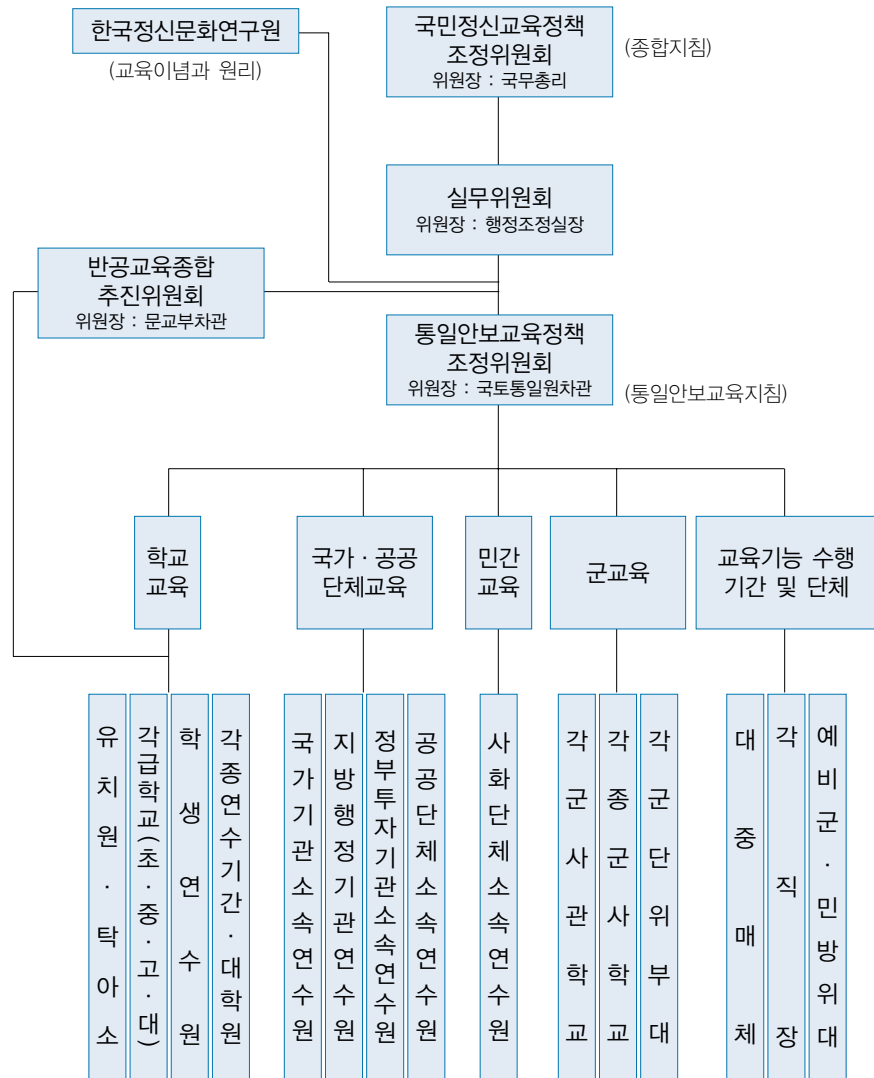 한국정신문화연구원
(교육이념과 원리)
국민정신교육정책
조정위원회
위원장 : 국무총리
(종합지침)
실무위원회
위원장 : 행정조정실장
반공교육종합
추진위원회
위원장 : 문교부차관
통일안보교육정책
조정위원회
위원장 : 국토통일원차관
(통일안보교육지침)
학교
교육
국가 · 공공
단체교육
민간
교육
군교육
교육기능 수행
기간 및 단체
유치원 · 탁아소
각급학교(초 · 중 · 고 · 대)
학생연수원
각종연수기간 · 대학원
국가기관소속연수원
지방행정기관연수원
정부투자기관소속연수원
공공단체소속연수원
사화단체소속연수원
각군사관학교
각종군사학교
각군단위부대
대중매체
각직장
예비군 · 민방위대